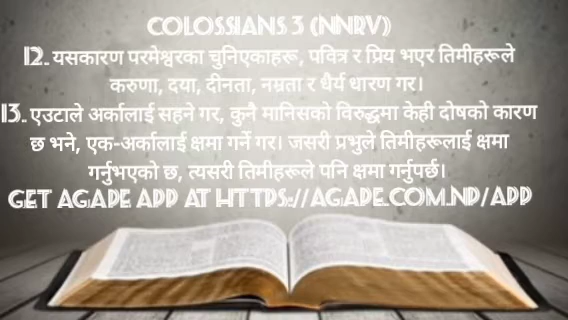 COLOSSIANS 3 (NNRV)
12. यसकारण परमेश्वरका चुनिएकाहरू, पवित्र र प्रिय भएर तिमीहरूले
करुणा, दया, दीनता, नम्रता र धैर्य धारण गर।
13. एउटाले अर्कालाई सहने गर, कुनै मानिसको विरुद्धमा केही दोषको कारण
छ भने, एक-अर्कालाई क्षमा गर्ने गर। जसरी प्रभुले तिमीहरूलाई क्षमा
गर्नुभएको छ, त्यसरी तिमीहरूले पनि क्षमा गर्नुपर्छ।
GET AGAPE APP AT HTTPS://AGAPE.COM.NP/APP